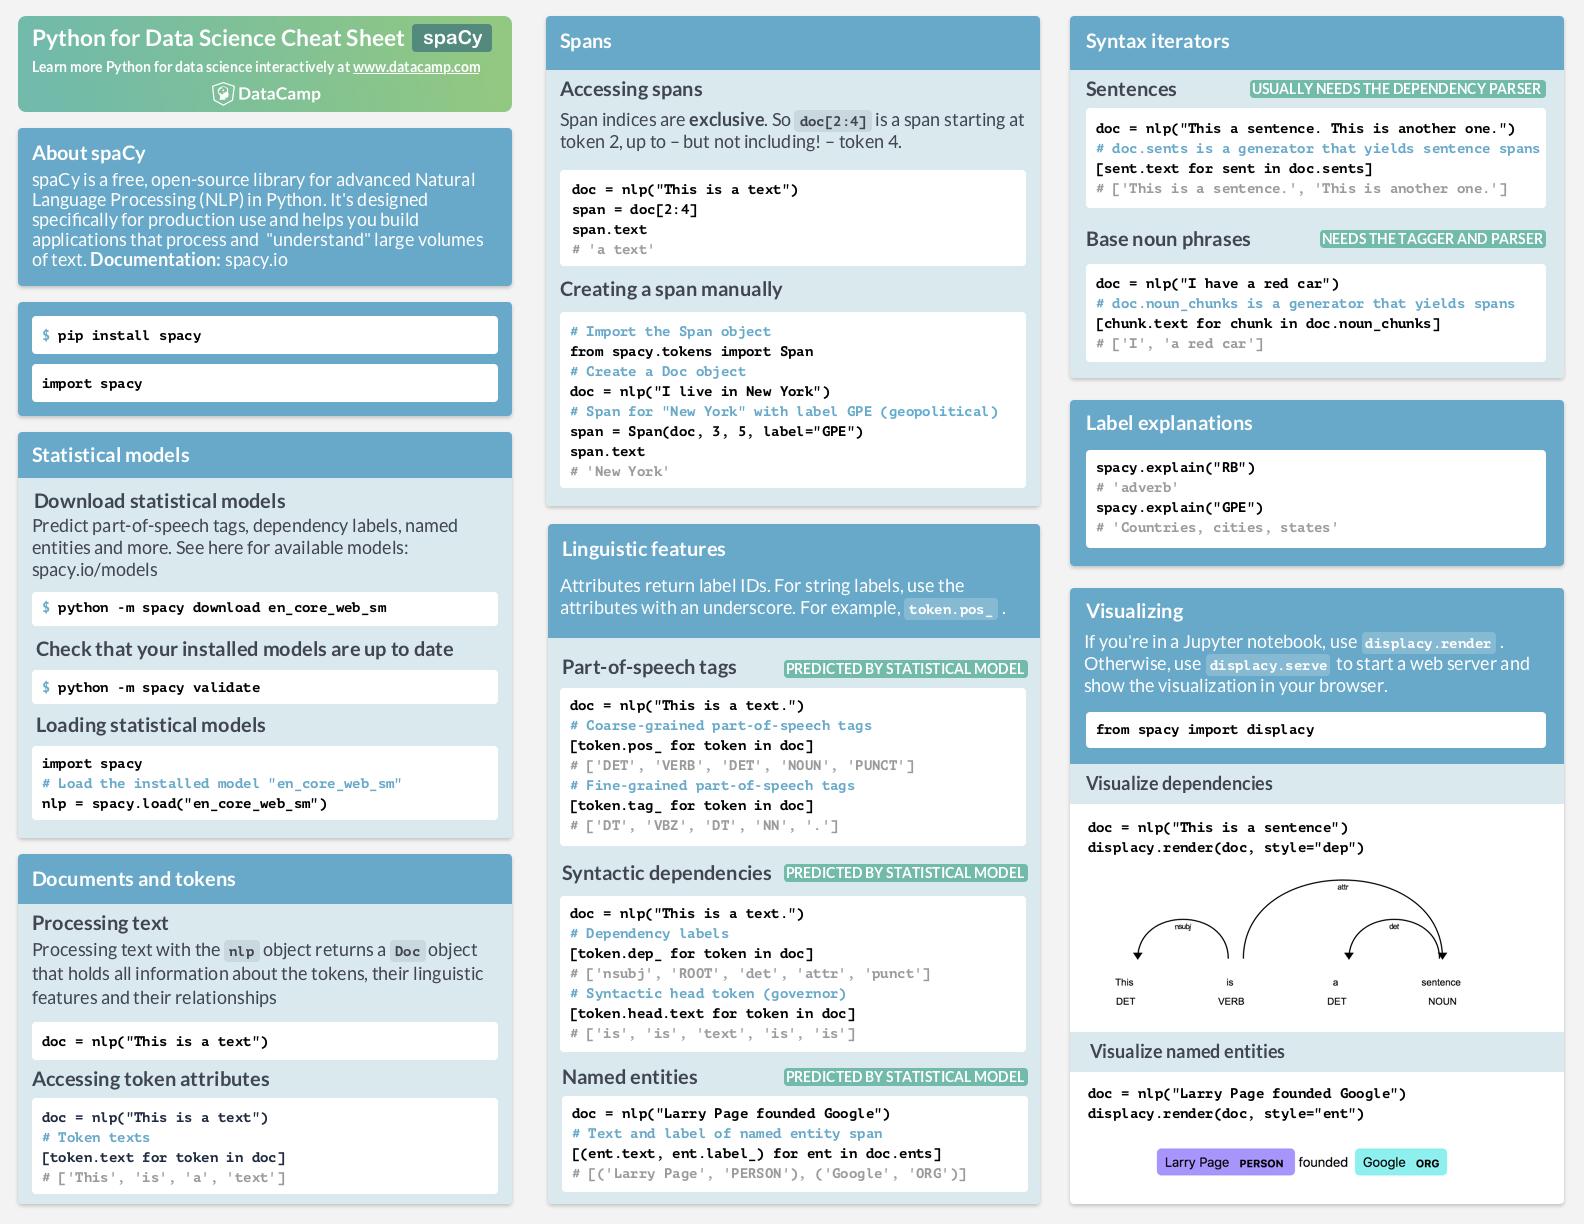 Python for Data Science Cheat Sheet spaCy
Learn more Python for data science interactively at www.datacamp.com
DataCamp
About spaCy
spaCy is a free, open-source library for advanced Natural
Language Processing (NLP) in Python. It's designed
specifically for production use and helps you build
applications that process and "understand" large volumes
of text. Documentation: spacy.io
$ pip install spacy
import spacy
Statistical models
Download statistical models
Predict part-of-speech tags, dependency labels, named
entities and more. See here for available models:
spacy.io/models
$ python -m spacy download en_core_web_sm
Check that your installed models are up to date
$ python -m spacy validate
Loading statistical models
import spacy
# Load the installed model "en_core_web_sm"
nlp = spacy.load("en_core_web_sm")
Documents and tokens
Processing text
Processing text with the nlp object returns a Doc object
that holds all information about the tokens, their linguistic
features and their relationships
doc = nlp("This is a text")
Accessing token attributes
doc = nlp("This is a text")
# Token texts
[token.text for token in doc]
# ['This', 'is', 'a', 'text']
Spans
Accessing spans
Span indices are exclusive. So doc[2:4] is a span starting at
token 2, up to – but not including! – token 4.
doc = nlp("This is a text")
span = doc[2:4]
span.text
# 'a text'
Creating a span manually
# Import the Span object
from spacy.tokens import Span
# Create a Doc object
doc = nlp("I live in New York")
# Span for "New York" with label GPE (geopolitical)
span = Span(doc, 3, 5, label="GPE")
span.text
# 'New York'
Linguistic features
Attributes return label IDs. For string labels, use the
attributes with an underscore. For example, token.pos_ .
Part-of-speech tags PREDICTED BY STATISTICAL MODEL
doc = nlp("This is a text.")
# Coarse-grained part-of-speech tags
[token.pos_ for token in doc]
# ['DET', 'VERB', 'DET', 'NOUN', 'PUNCT']
# Fine-grained part-of-speech tags
[token.tag_ for token in doc]
# ['DT', 'VBZ', 'DT', 'NN', '.']
Syntactic dependencies PREDICTED BY STATISTICAL MODEL
doc = nlp("This is a text.")
# Dependency labels
[token.dep_ for token in doc]
# ['nsubj', 'ROOT', 'det', 'attr', 'punct']
# Syntactic head token (governor)
[token.head.text for token in doc]
# ['is', 'is', 'text', 'is', 'is']
Named entities PREDICTED BY STATISTICAL MODEL
doc = nlp("Larry Page founded Google")
# Text and label of named entity span
[(ent.text, ent.label_) for ent in doc.ents]
# [('Larry Page', 'PERSON'), ('Google', 'ORG')]
Syntax iterators
Sentences USUALLY NEEDS THE DEPENDENCY PARSER
doc = nlp("This a sentence. This is another one.")
# doc.sents is a generator that yields sentence spans
[sent.text for sent in doc.sents]
# ['This is a sentence.', 'This is another one.']
Base noun phrases NEEDS THE TAGGER AND PARSER
doc = nlp("I have a red car")
# doc.noun_chunks is a generator that yields spans
[chunk.text for chunk in doc.noun_chunks]
# ['I', 'a red car']
Label explanations
spacy.explain("RB")
# 'adverb'
spacy.explain("GPE")
# 'Countries, cities, states'
Visualizing
If you're in a Jupyter notebook, use displacy.render .
Otherwise, use displacy.serve to start a web server and
show the visualization in your browser.
from spacy import displacy
Visualize dependencies
doc = nlp("This is a sentence")
displacy.render(doc, style="dep")
attr
nsubj det
This is a sentence
DET VERB DET NOUN
Visualize named entities
doc = nlp("Larry Page founded Google")
displacy.render(doc, style="ent")
Larry Page PERSON founded Google ORG